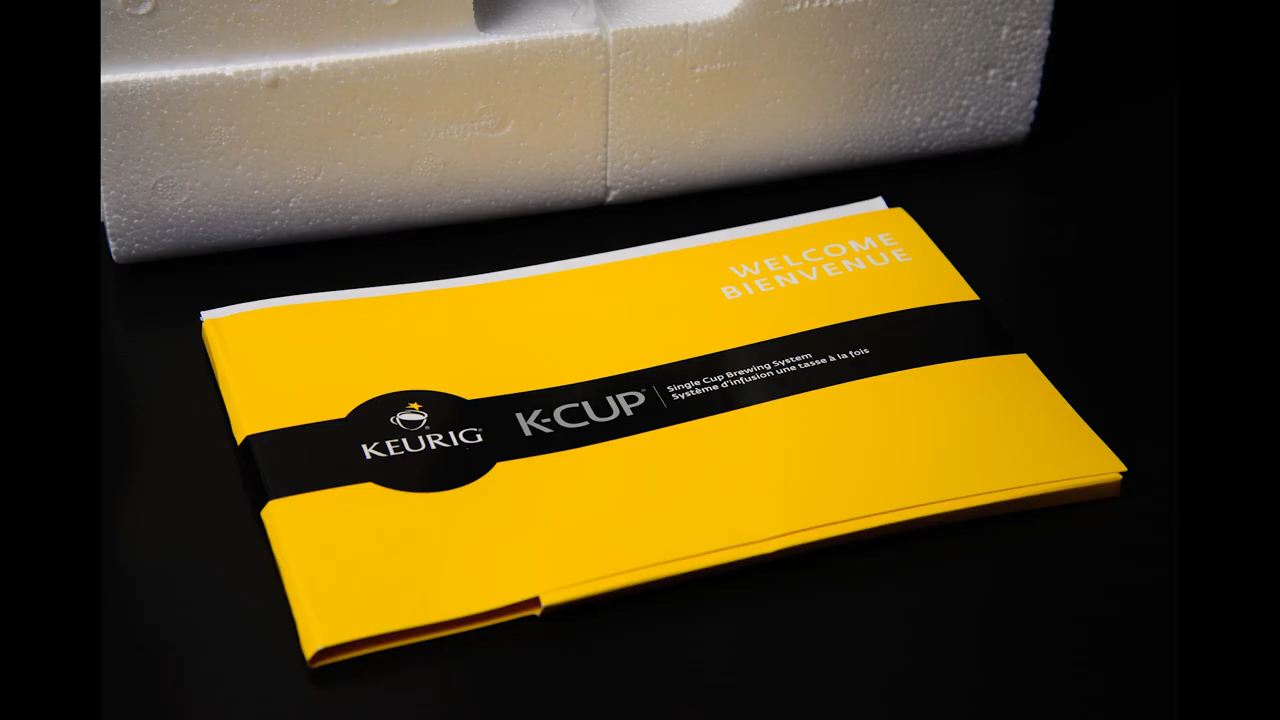 WELCOME
BIENVENUE
KEURIG®
K-CUP®
Single Cup Brewing System
Système d'infusion une tasse à la fois